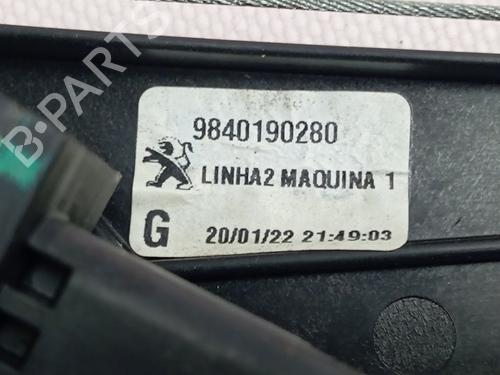 B-PARTS
9840190280
LINHA2 MAQUINA 1
G 20/01/22 21:49:03